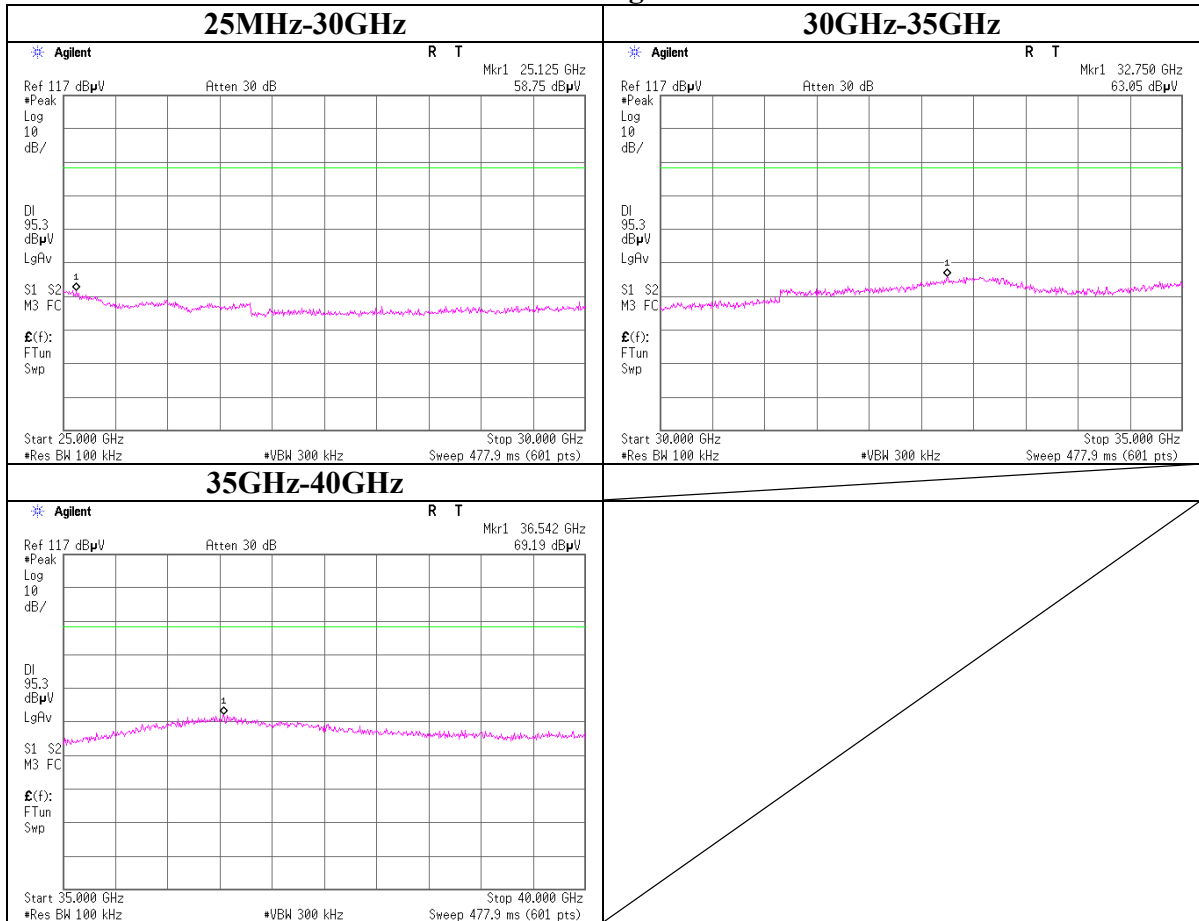 25MHz-30GHz
Agilent
R T
Mkr1 25.125 GHz
Ref 117 dBµV
Atten 30 dB
58.75 dBµV
#Peak
Log
10
dB/
DI
95.3
dBµV
LgAv
1
S1 S2
M3 FC
£(f):
FTun
Swp
Start 25.000 GHz
Stop 30.000 GHz
#Res BW 100 kHz
#VBW 300 kHz
Sweep 477.9 ms (601 pts)
30GHz-35GHz
Agilent
R T
Mkr1 32.750 GHz
Ref 117 dBµV
Atten 30 dB
63.05 dBµV
#Peak
Log
10
dB/
DI
95.3
dBµV
LgAv
1
S1 S2
M3 FC
£(f):
FTun
Swp
Start 30.000 GHz
Stop 35.000 GHz
#Res BW 100 kHz
#VBW 300 kHz
Sweep 477.9 ms (601 pts)
35GHz-40GHz
Agilent
R T
Mkr1 36.542 GHz
Ref 117 dBµV
Atten 30 dB
69.19 dBµV
#Peak
Log
10
dB/
DI
95.3
dBµV
LgAv
1
S1 S2
M3 FC
£(f):
FTun
Swp
Start 35.000 GHz
Stop 40.000 GHz
#Res BW 100 kHz
#VBW 300 kHz
Sweep 477.9 ms (601 pts)